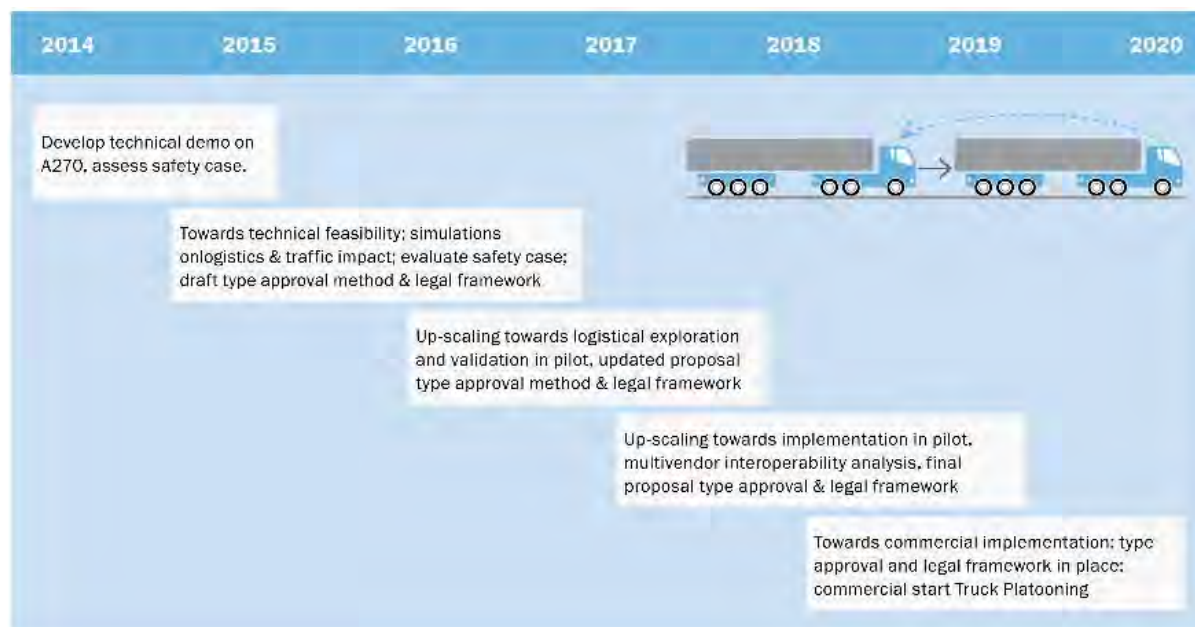 2014 2015 2016 2017 2018 2019 2020
Develop technical demo on
A270, assess safety case.
Towards technical feasibility; simulations
onlogistics & traffic impact; evaluate safety case;
draft type approval method & legal framework
Up-scaling towards logistical exploration
and validation in pilot, updated proposal
type approval method & legal framework
Up-scaling towards implementation in pilot,
multivendor interoperability analysis, final
proposal type approval & legal framework
Towards commercial implementation: type
approval and legal framework in place:
commercial start Truck Platooning